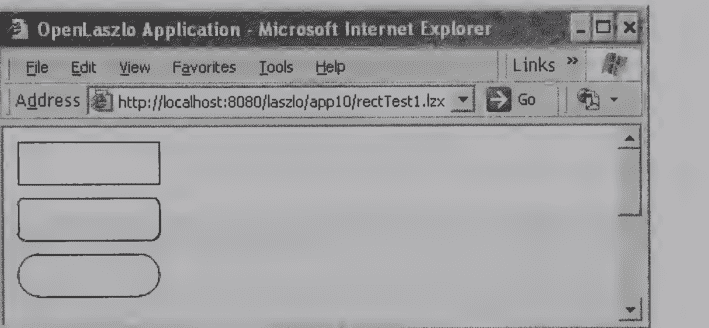 OpenLaszlo Application - Microsoft Internet Explorer
File Edit View Favorites Tools Help Links »
Address http://localhost:8080/laszlo/app10/rectTest1.lzx Go